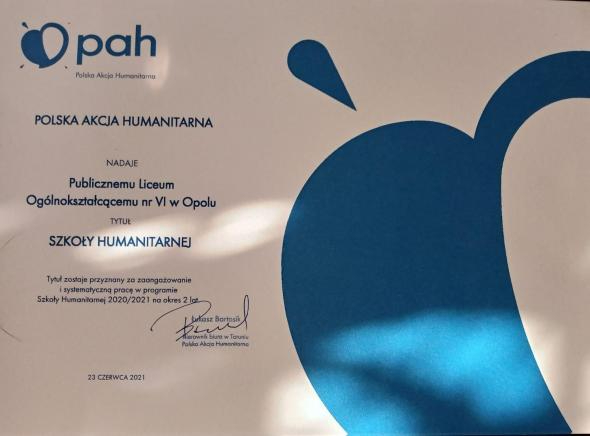 pah
Polska Akcja Humanitarna
POLSKA AKCJA HUMANITARNA
NADAJE
Publicznemu Liceum
Ogólnokształcącemu nr VI w Opolu
TYTUŁ
SZKOŁY HUMANITARNEJ
Tytuł zostaje przyznany za zaangażowanie
i systematyczną pracę w programie
Szkoły Humanitarnej 2020/2021 na okres 2 lat.
Łukasz Bartosik
Kierownik biura w Toruniu
Polska Akcja Humanitarna
23 CZERWCA 2021